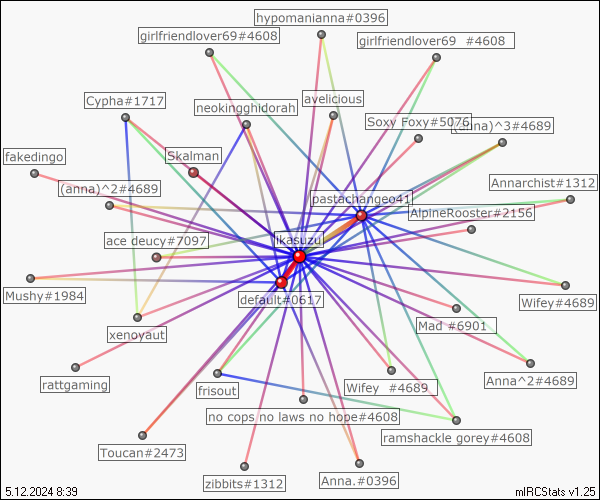 hypomanianna#0396
girlfriendlover69#4608
girlfriendlover69 #4608
Cypha#1717
neokingghidorah
avelicious
Soxy Foxy#5076
(anna)^3#4689
fakedingo
Skalman
(anna)^2#4689
pastachangeo41
Annarchist#1312
AlpineRooster#2156
ace deucy#7097
ikasuzu
Mushy#1984
default#0617
Wifey#4689
xenoyaut
Mad #6901
rattgaming
frisout
Wifey #4689
Anna^2#4689
no cops no laws no hope#4608
ramshackle gorey#4608
Toucan#2473
zibbits#1312
Anna.#0396
5.12.2024 8:39
mIRCStats v1.25